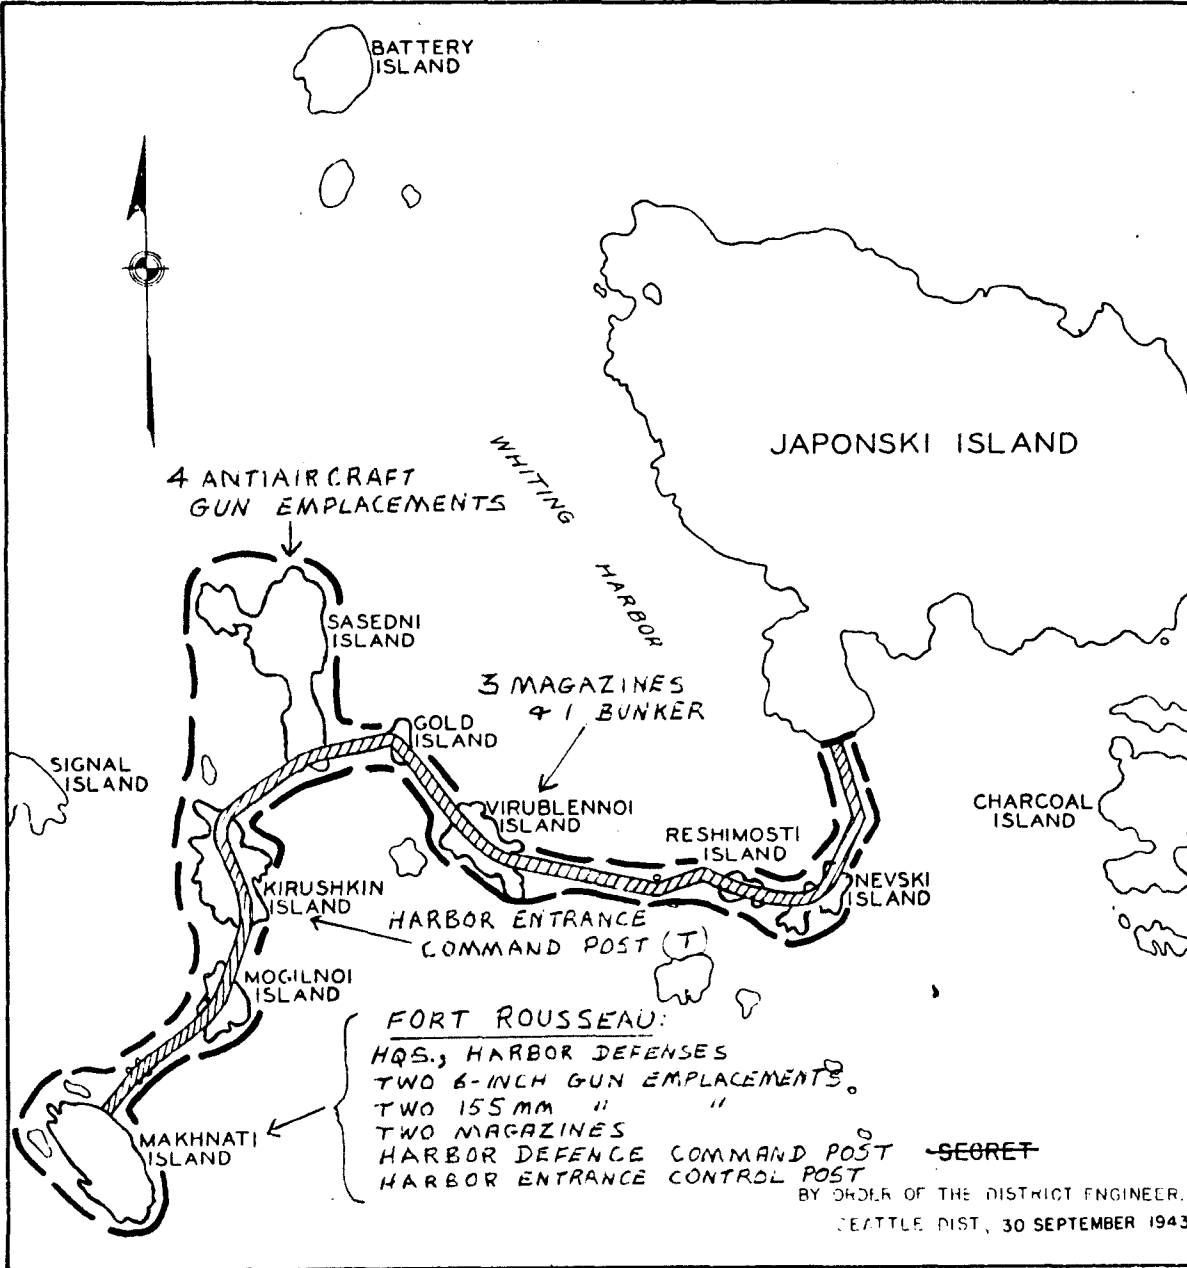 BATTERY
ISLAND
JAPONSKI ISLAND
WHITING
HARBOR
4 ANTIAIRCRAFT
GUN EMPLACEMENTS
SASEDNI
ISLAND
3 MAGAZINES
& 1 BUNKER
GOLD
ISLAND
SIGNAL
ISLAND
VIRUBLENNOI
ISLAND
RESHIMOSTI
ISLAND
CHARCOAL
ISLAND
NEVSKI
ISLAND
KIRUSHKIN
ISLAND
HARBOR ENTRANCE
COMMAND POST (T)
MOGILNOI
ISLAND
FORT ROUSSEAU:
HQS., HARBOR DEFENSES
TWO 6-INCH GUN EMPLACEMENTS
TWO 155 MM " "
TWO MAGAZINES
HARBOR DEFENCE COMMAND POST
HARBOR ENTRANCE CONTROL POST
MAKHNATI
ISLAND
SECRET
BY ORDER OF THE DISTRICT ENGINEER.
SEATTLE DIST, 30 SEPTEMBER 1943